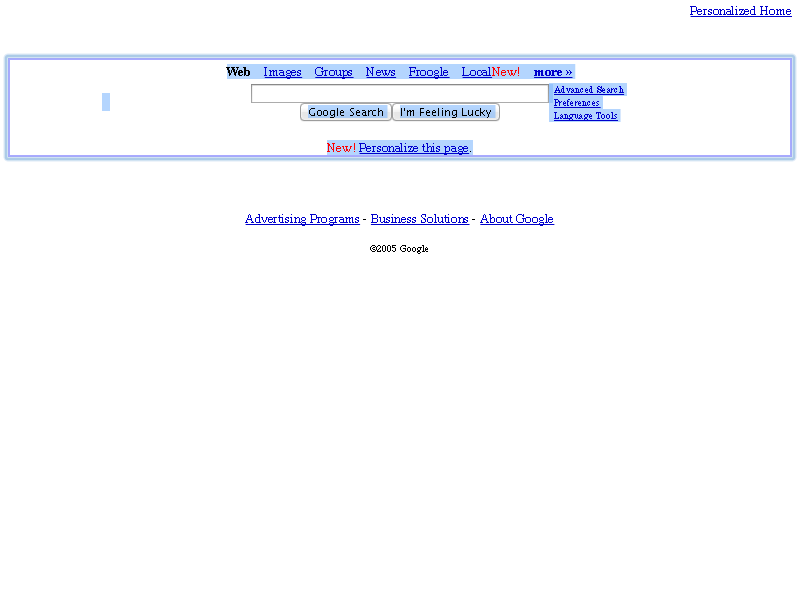 Personalized Home
Web Images Groups News Froogle LocalNew! more »
Advanced Search
Preferences
Google Search I'm Feeling Lucky
Language Tools
New! Personalize this page.
Advertising Programs - Business Solutions - About Google
©2005 Google